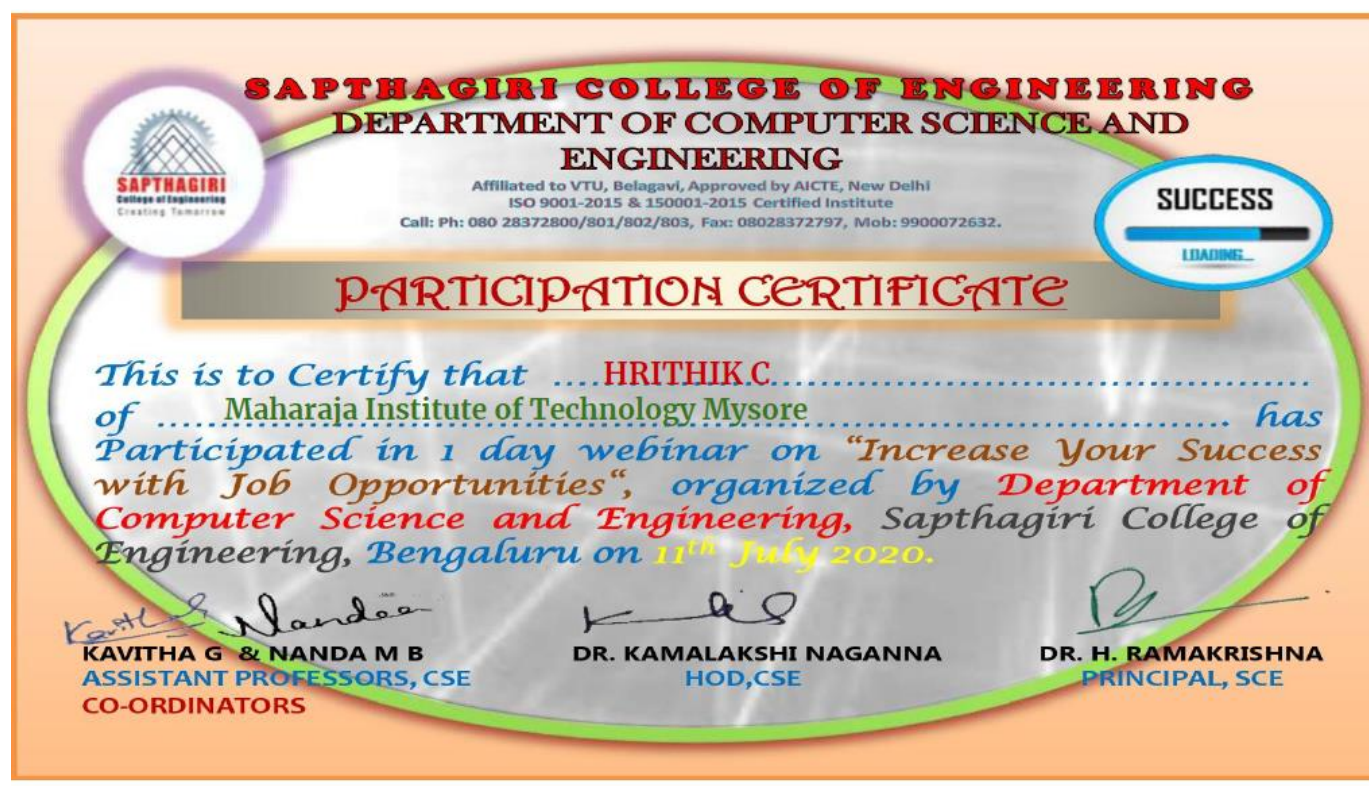 SAPTHAGIRI COLLEGE OF ENGINEERING
DEPARTMENT OF COMPUTER SCIENCE AND
ENGINEERING
Affiliated to VTU, Belagavi, Approved by AICTE, New Delhi
ISO 9001-2015 & 150001-2015 Certified Institute
Call: Ph: 080 28372800/801/802/803, Fax: 08028372797, Mob: 9900072632.
SAPTHAGIRI
College of Engineering
Creating Tomorrow
SUCCESS
LOADING...
PARTICIPATION CERTIFICATE
This is to Certify that ....HRITHIK C..........................................
of .....Maharaja Institute of Technology Mysore.................................. has
Participated in 1 day webinar on “Increase Your Success
with Job Opportunities“, organized by Department of
Computer Science and Engineering, Sapthagiri College of
Engineering, Bengaluru on 11th July 2020.
KAVITHA G & NANDA M B
ASSISTANT PROFESSORS, CSE
CO-ORDINATORS
DR. KAMALAKSHI NAGANNA
HOD,CSE
DR. H. RAMAKRISHNA
PRINCIPAL, SCE